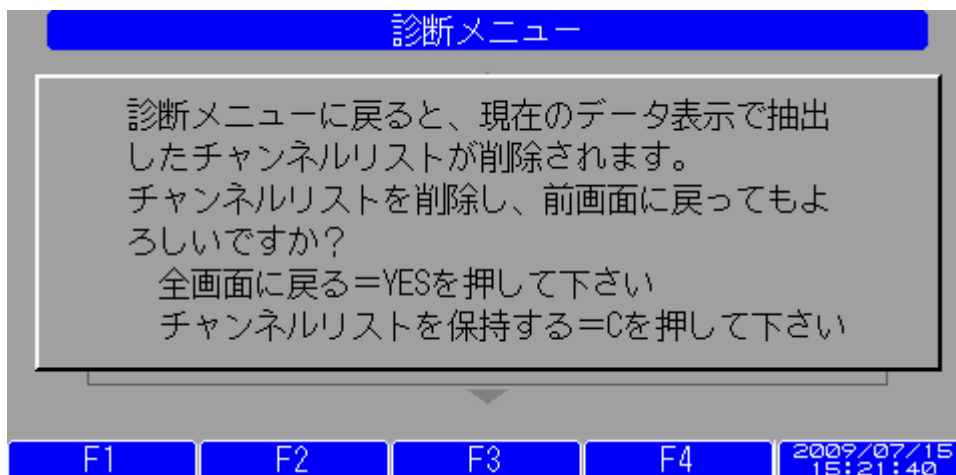 診断メニュー
診断メニューに戻ると、現在のデータ表示で抽出
したチャンネルリストが削除されます。
チャンネルリストを削除し、前画面に戻ってもよ
ろしいですか？
全画面に戻る＝YESを押して下さい
チャンネルリストを保持する＝Cを押して下さい
F1 F2 F3 F4 2009/07/15
15:21:40